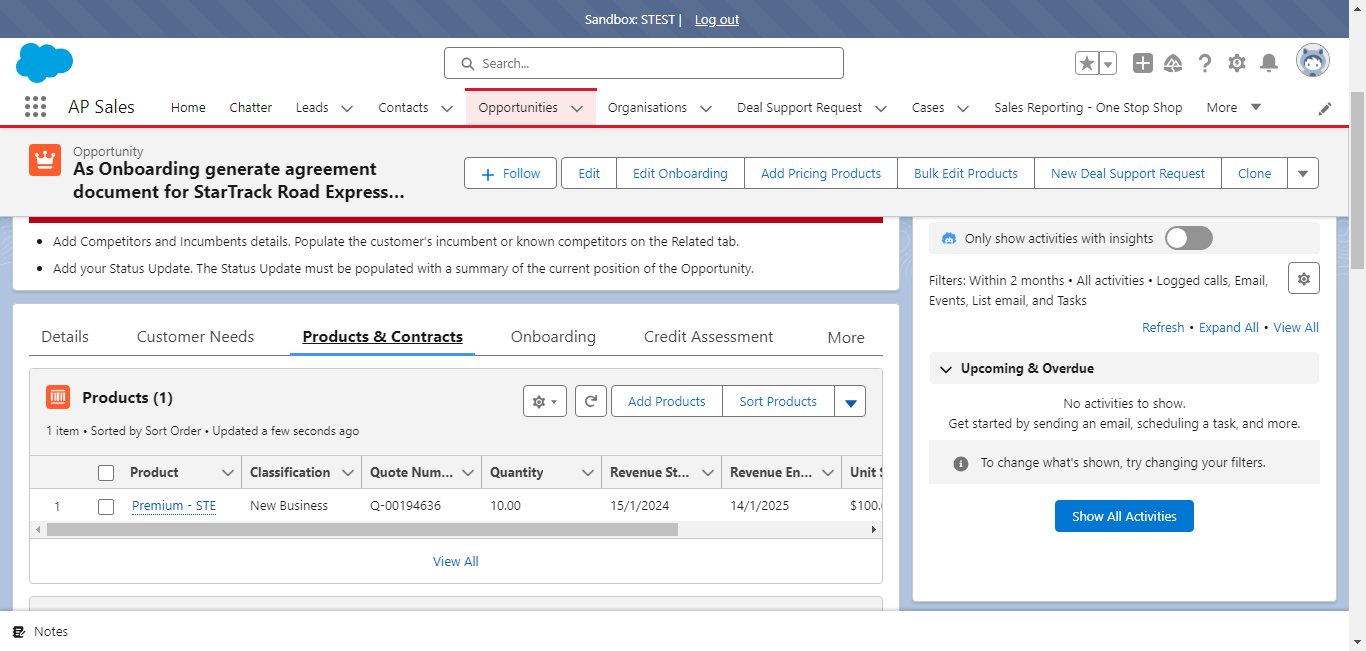 Sandbox: STEST | Log out
Search...
AP Sales Home Chatter Leads Contacts Opportunities Organisations Deal Support Request Cases Sales Reporting - One Stop Shop More
Opportunity
As Onboarding generate agreement
document for StarTrack Road Express...
Follow Edit Edit Onboarding Add Pricing Products Bulk Edit Products New Deal Support Request Clone
• Add Competitors and Incumbents details. Populate the customer's incumbent or known competitors on the Related tab.
• Add your Status Update. The Status Update must be populated with a summary of the current position of the Opportunity.
Details Customer Needs Products & Contracts Onboarding Credit Assessment More
Products (1)
Add Products Sort Products
1 item • Sorted by Sort Order • Updated a few seconds ago
Product Classification Quote Num... Quantity Revenue St... Revenue En... Unit
1 Premium - STE New Business Q-00194636 10.00 15/1/2024 14/1/2025 $100.
View All
Only show activities with insights
Filters: Within 2 months • All activities • Logged calls, Email,
Events, List email, and Tasks
Refresh • Expand All • View All
Upcoming & Overdue
No activities to show.
Get started by sending an email, scheduling a task, and more.
To change what's shown, try changing your filters.
Show All Activities
Notes